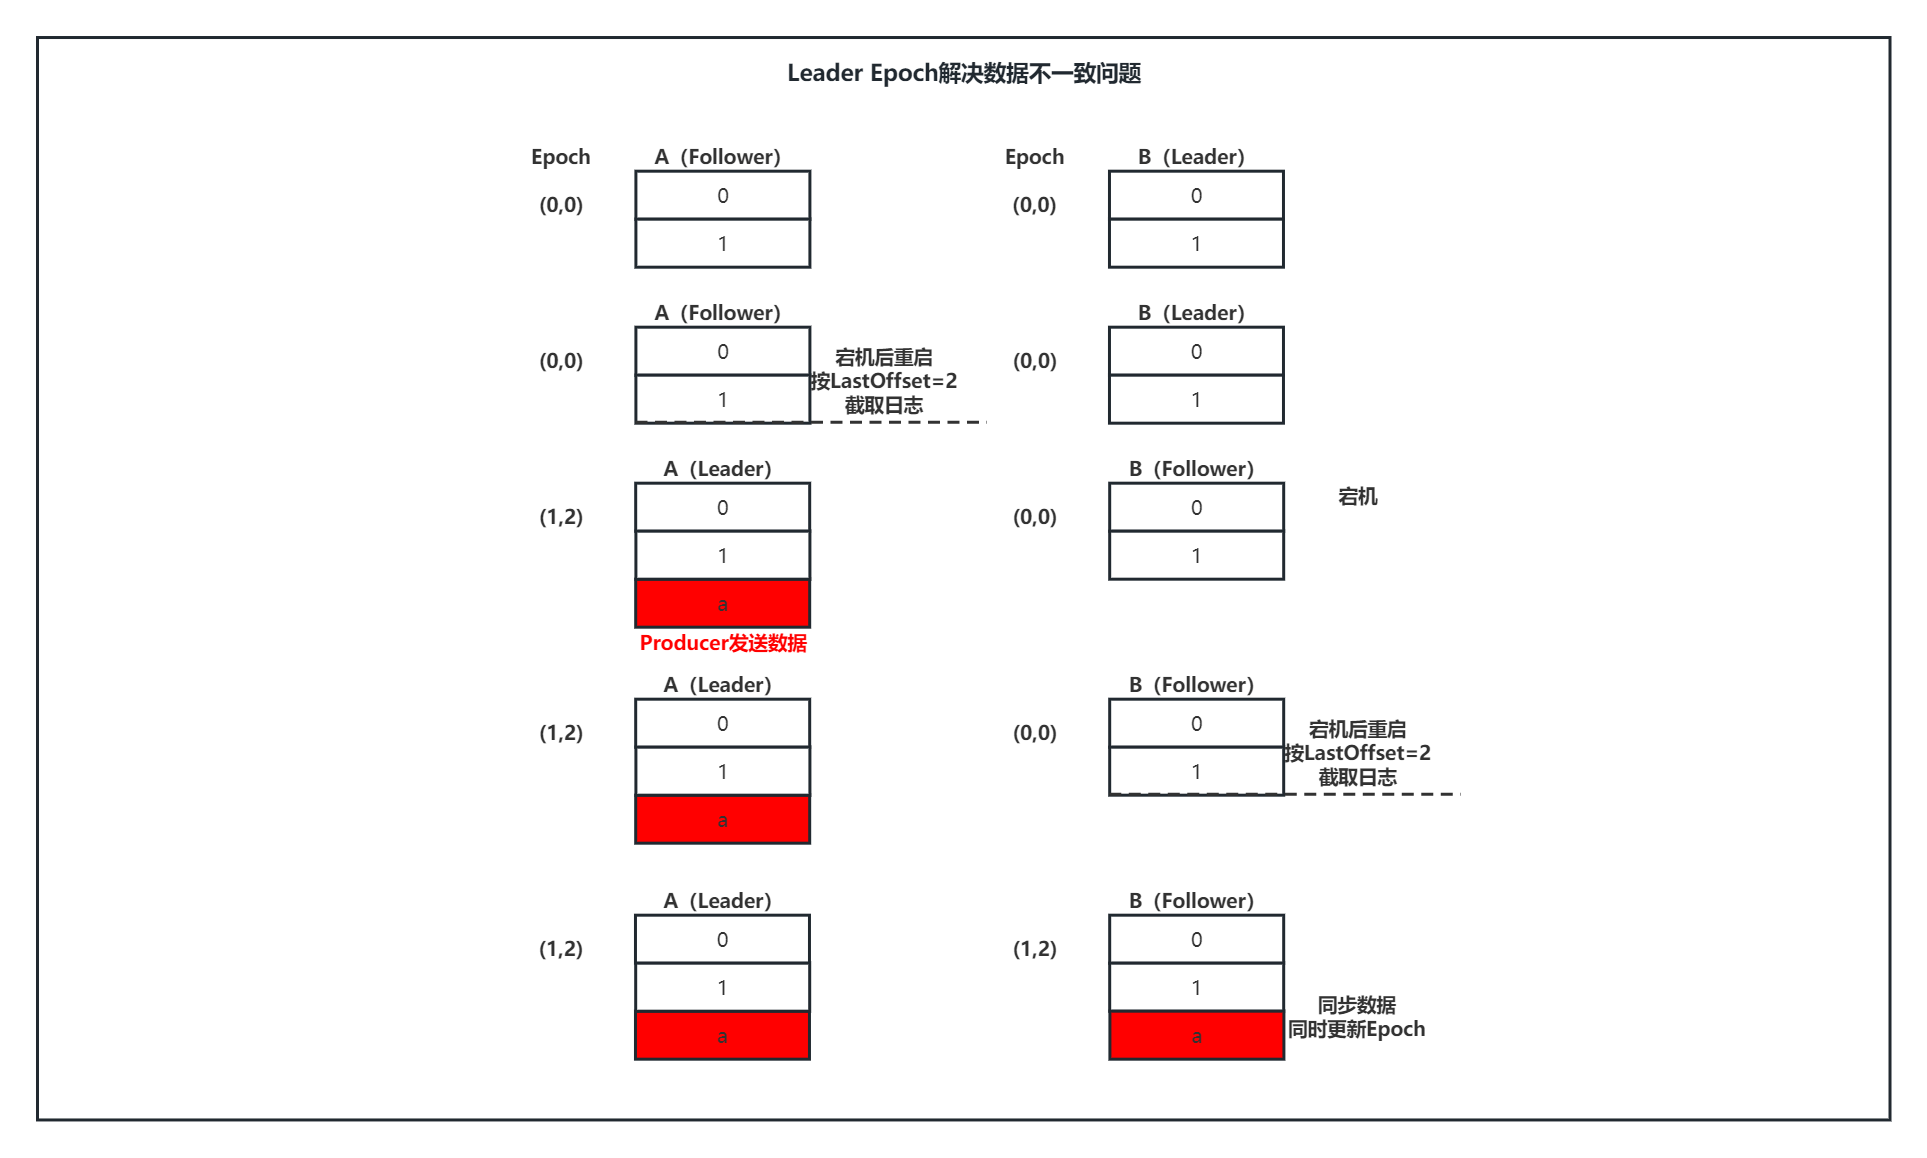 Leader Epoch解决数据不一致问题
Epoch
A（Follower）
Epoch
B（Leader）
(0,0)
0
1
(0,0)
0
1
A（Follower）
B（Leader）
(0,0)
0
1
宕机后重启
按LastOffset=2
截取日志
(0,0)
0
1
A（Leader）
B（Follower）
(1,2)
0
1
a
Producer发送数据
(0,0)
0
1
宕机
A（Leader）
B（Follower）
(1,2)
0
1
a
(0,0)
0
1
宕机后重启
按LastOffset=2
截取日志
A（Leader）
B（Follower）
(1,2)
0
1
a
(1,2)
0
1
a
同步数据
同时更新Epoch